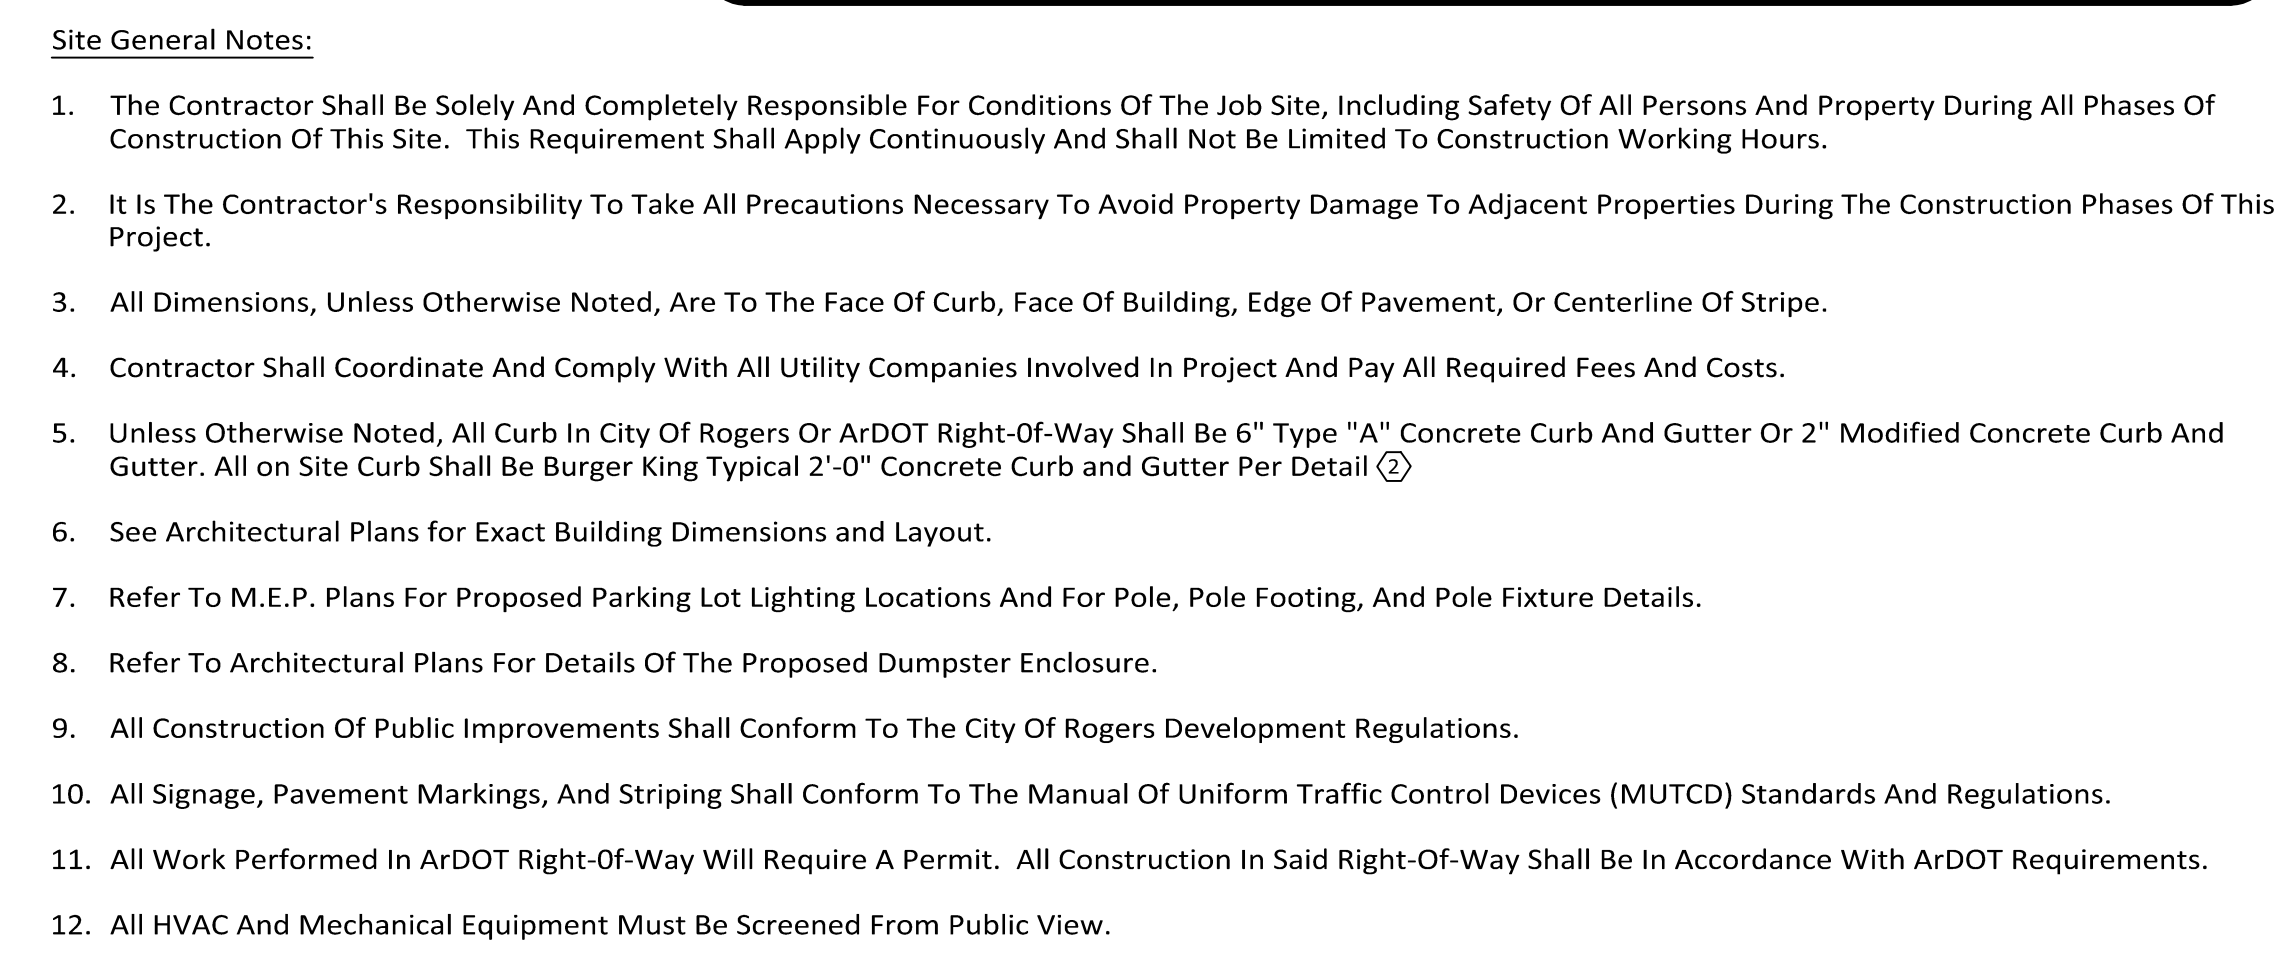 Site General Notes:
1. The Contractor Shall Be Solely And Completely Responsible For Conditions Of The Job Site, Including Safety Of All Persons And Property During All Phases Of
Construction Of This Site.  This Requirement Shall Apply Continuously And Shall Not Be Limited To Construction Working Hours.
2. It Is The Contractor's Responsibility To Take All Precautions Necessary To Avoid Property Damage To Adjacent Properties During The Construction Phases Of This
Project.
3. All Dimensions, Unless Otherwise Noted, Are To The Face Of Curb, Face Of Building, Edge Of Pavement, Or Centerline Of Stripe.
4. Contractor Shall Coordinate And Comply With All Utility Companies Involved In Project And Pay All Required Fees And Costs.
5. Unless Otherwise Noted, All Curb In City Of Rogers Or ArDOT Right-0f-Way Shall Be 6" Type "A" Concrete Curb And Gutter Or 2" Modified Concrete Curb And
Gutter. All on Site Curb Shall Be Burger King Typical 2'-0" Concrete Curb and Gutter Per Detail 2
6. See Architectural Plans for Exact Building Dimensions and Layout.
7. Refer To M.E.P. Plans For Proposed Parking Lot Lighting Locations And For Pole, Pole Footing, And Pole Fixture Details.
8. Refer To Architectural Plans For Details Of The Proposed Dumpster Enclosure.
9. All Construction Of Public Improvements Shall Conform To The City Of Rogers Development Regulations.
10. All Signage, Pavement Markings, And Striping Shall Conform To The Manual Of Uniform Traffic Control Devices (MUTCD) Standards And Regulations.
11. All Work Performed In ArDOT Right-0f-Way Will Require A Permit.  All Construction In Said Right-Of-Way Shall Be In Accordance With ArDOT Requirements.
12. All HVAC And Mechanical Equipment Must Be Screened From Public View.